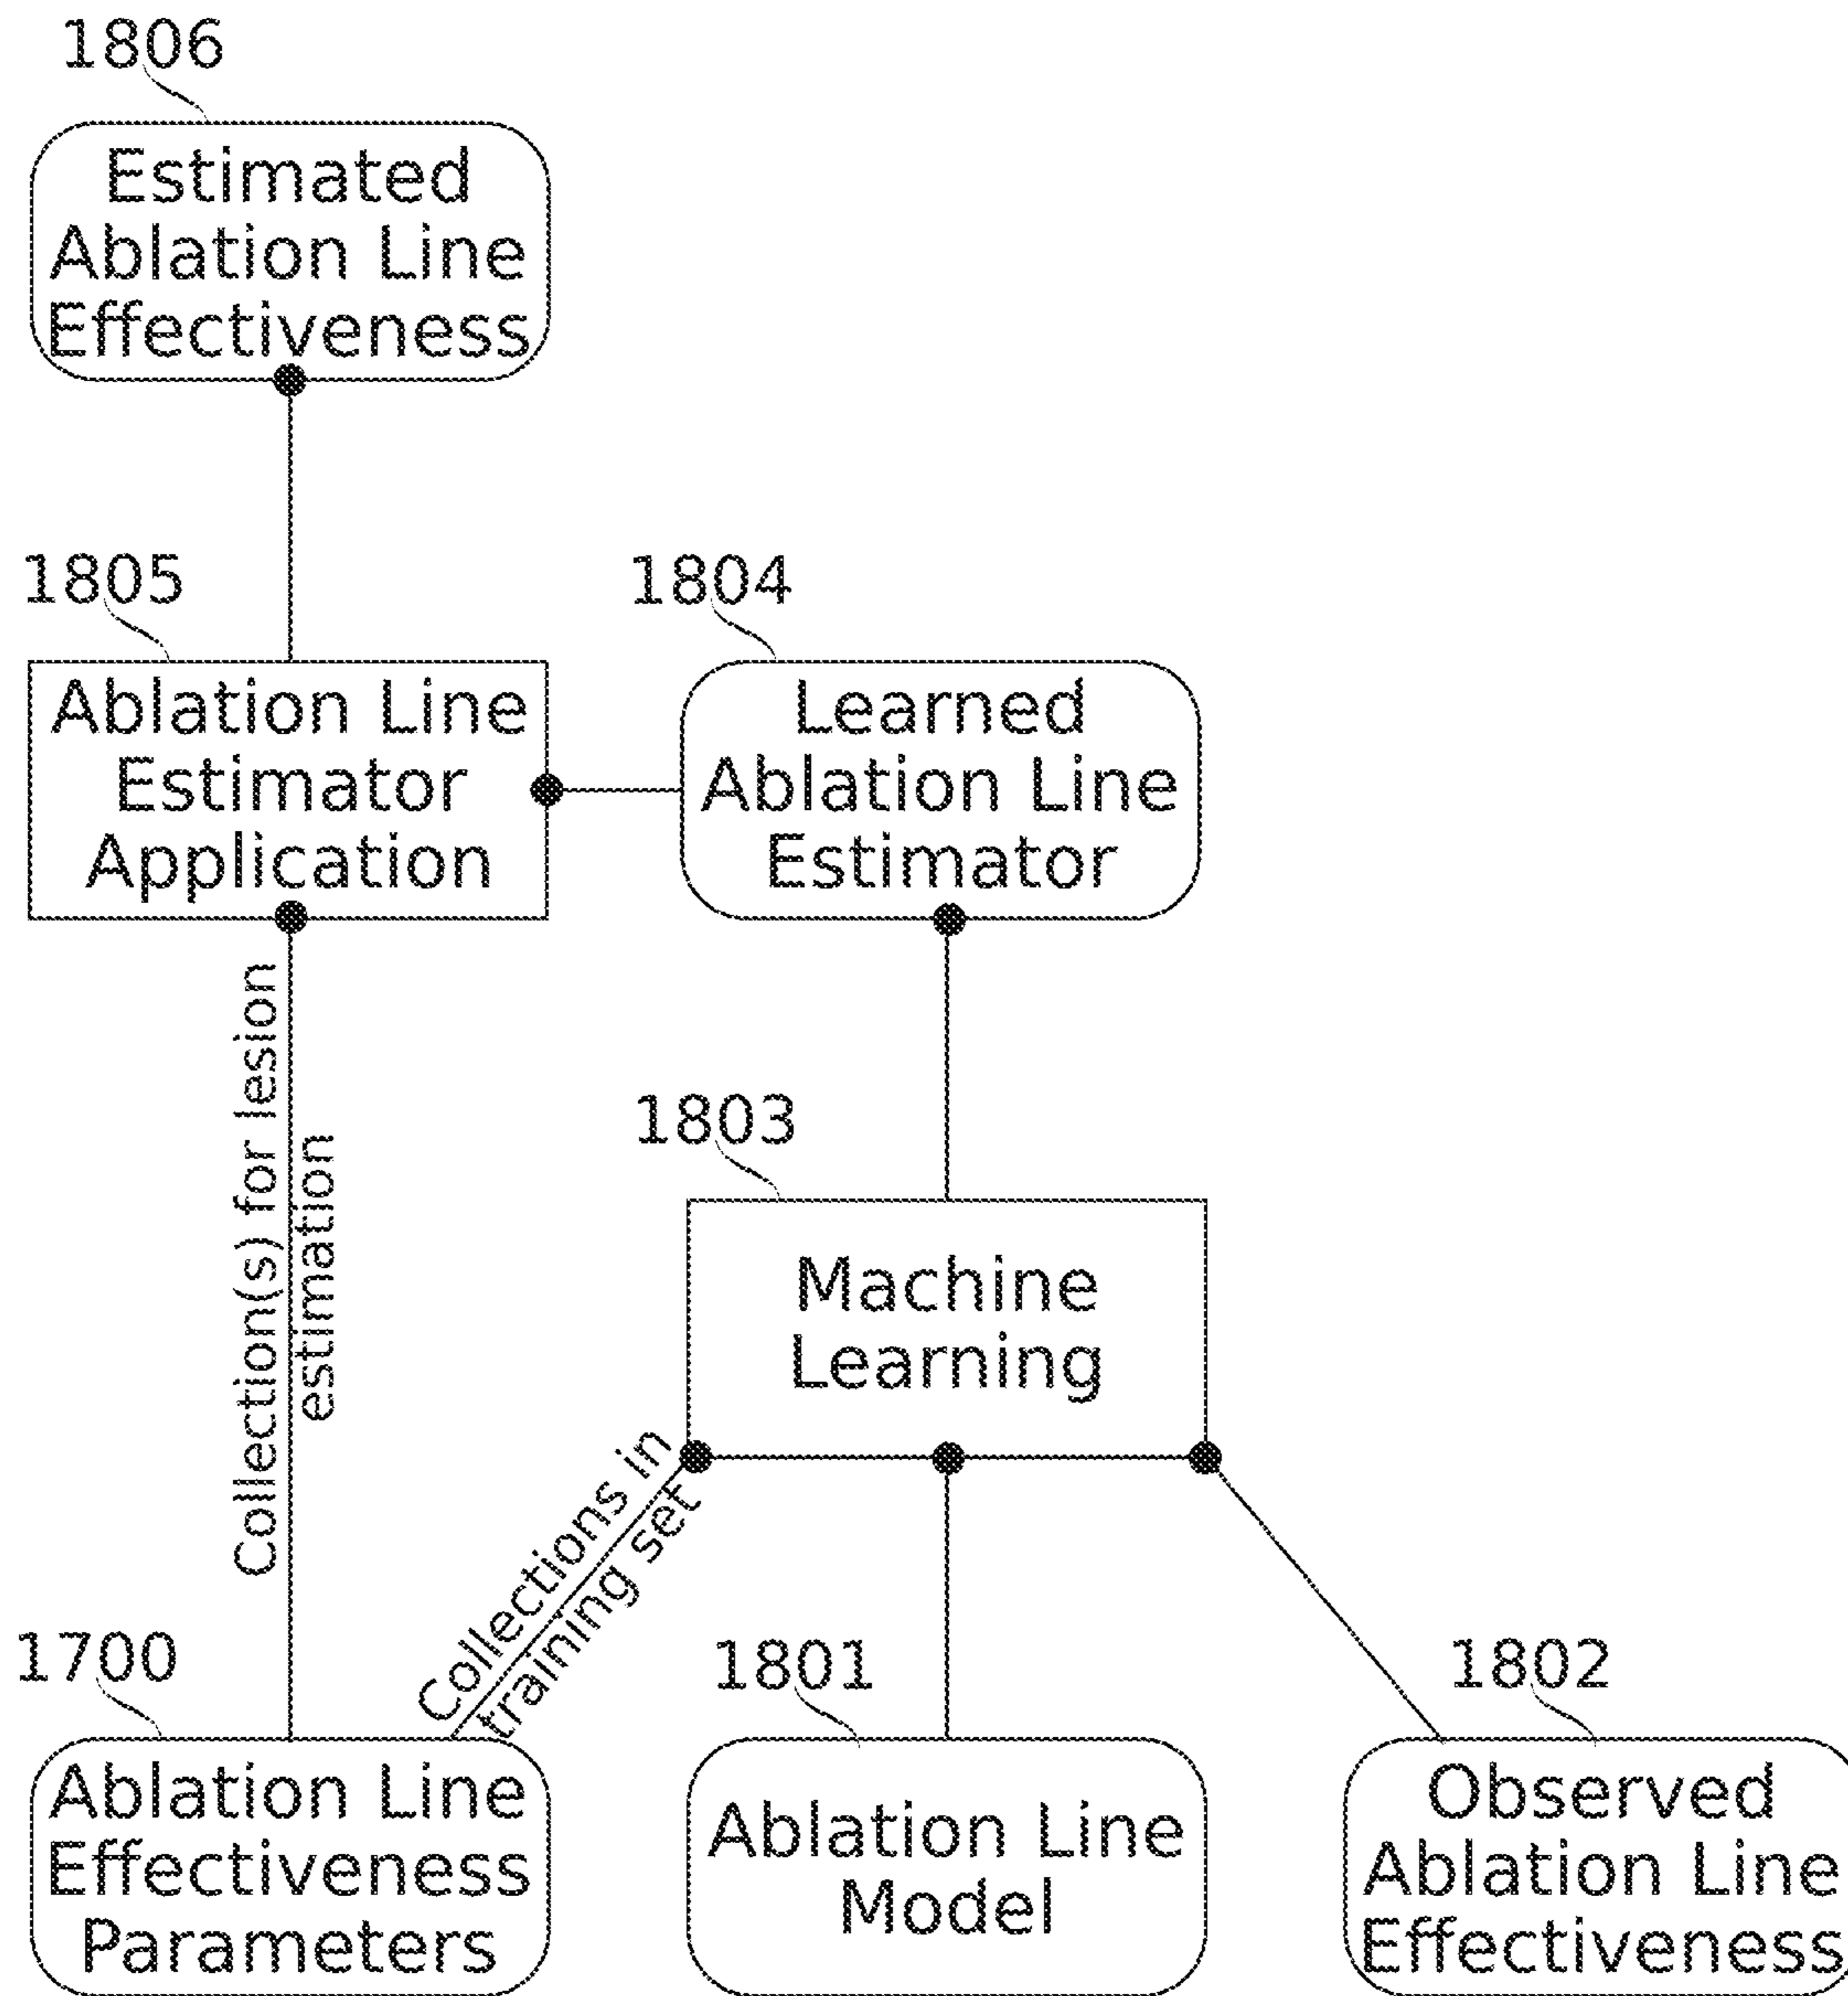 1806
Estimated
Ablation Line
Effectiveness
1805
Ablation Line
Estimator
Application
1804
Learned
Ablation Line
Estimator
Collection(s) for lesion
estimation
1803
Machine
Learning
Collections in
training set
1700
Ablation Line
Effectiveness
Parameters
1801
Ablation Line
Model
1802
Observed
Ablation Line
Effectiveness